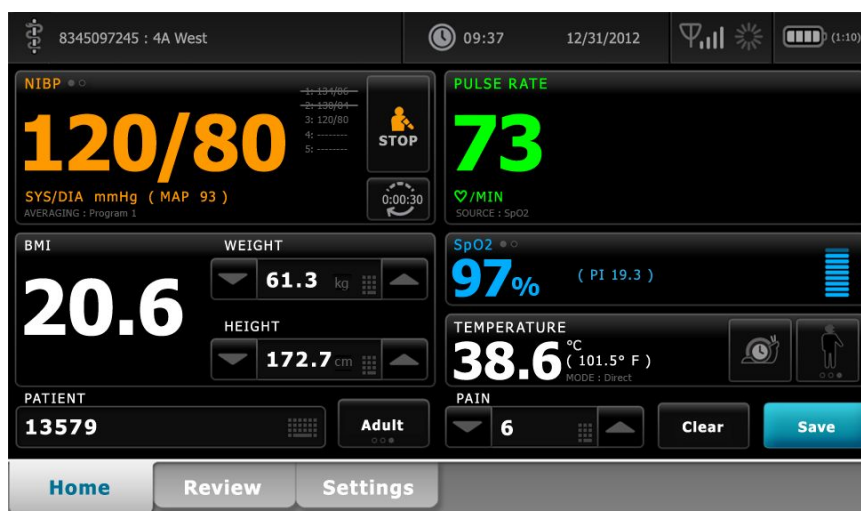 8345097245 : 4A West
09:37
12/31/2012
(1:10)
NIBP
1: 134/86
2: 130/84
3: 120/80
4: --------
5: --------
120/80
STOP
SYS/DIA mmHg ( MAP 93 )
AVERAGING : Program 1
0:00:30
PULSE RATE
73
/MIN
SOURCE : SpO2
BMI
20.6
WEIGHT
61.3 kg
HEIGHT
172.7 cm
SpO2
97%
( PI 19.3 )
TEMPERATURE
38.6 °C
( 101.5° F )
MODE : Direct
PATIENT
13579
Adult
PAIN
6
Clear
Save
Home
Review
Settings